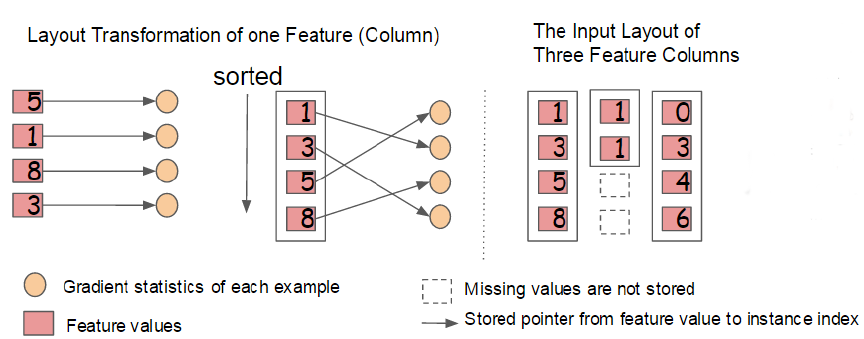 Layout Transformation of one Feature (Column)
The Input Layout of
Three Feature Columns
sorted
5
1
8
3
1
3
5
8
1
3
5
8
1
1
0
3
4
6
Gradient statistics of each example
Feature values
Missing values are not stored
Stored pointer from feature value to instance index